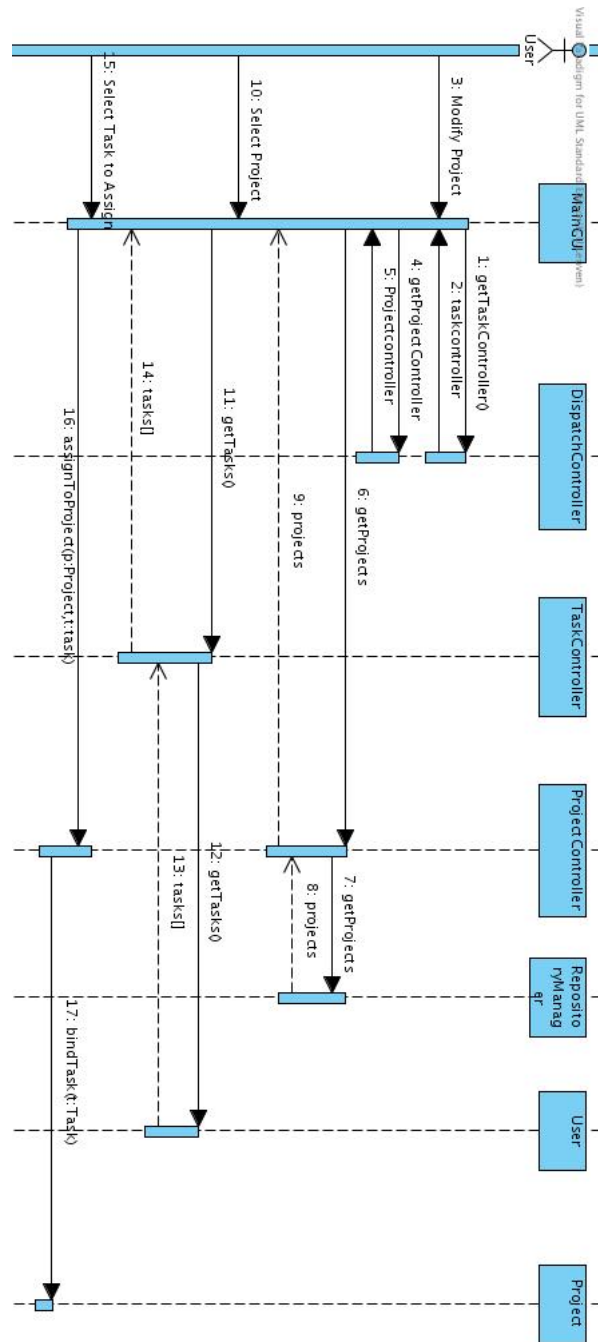 Visual Paradigm for UML Standard
User
MainGUI
DispatchController
TaskController
ProjectController
Reposito
ryManag
er
User
Project
1: getTaskController()
2: taskcontroller
3: Modify Project
4: getProjectController
5: Projectcontroller
6: getProjects
7: getProjects
8: projects
9: projects
10: Select Project
11: getTasks()
12: getTasks()
13: tasks[]
14: tasks[]
15: Select Task to Assign
16: assignToProject(p:Project,t:task)
17: bindTask(t:Task)